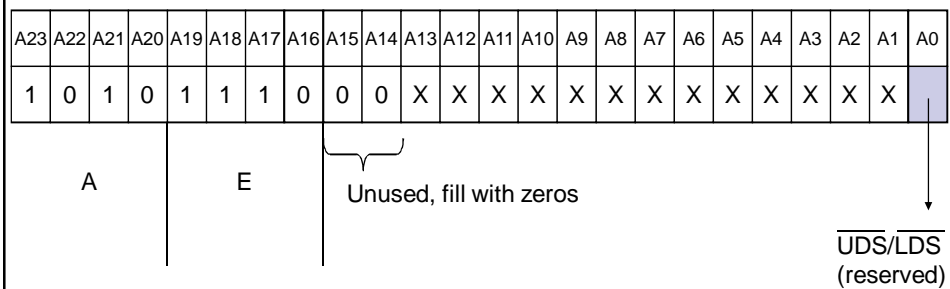 A23 A22 A21 A20 A19 A18 A17 A16 A15 A14 A13 A12 A11 A10 A9 A8 A7 A6 A5 A4 A3 A2 A1 A0
1 0 1 0 1 1 1 0 0 0 X X X X X X X X X X X X X
A E
Unused, fill with zeros
UDS/LDS
(reserved)